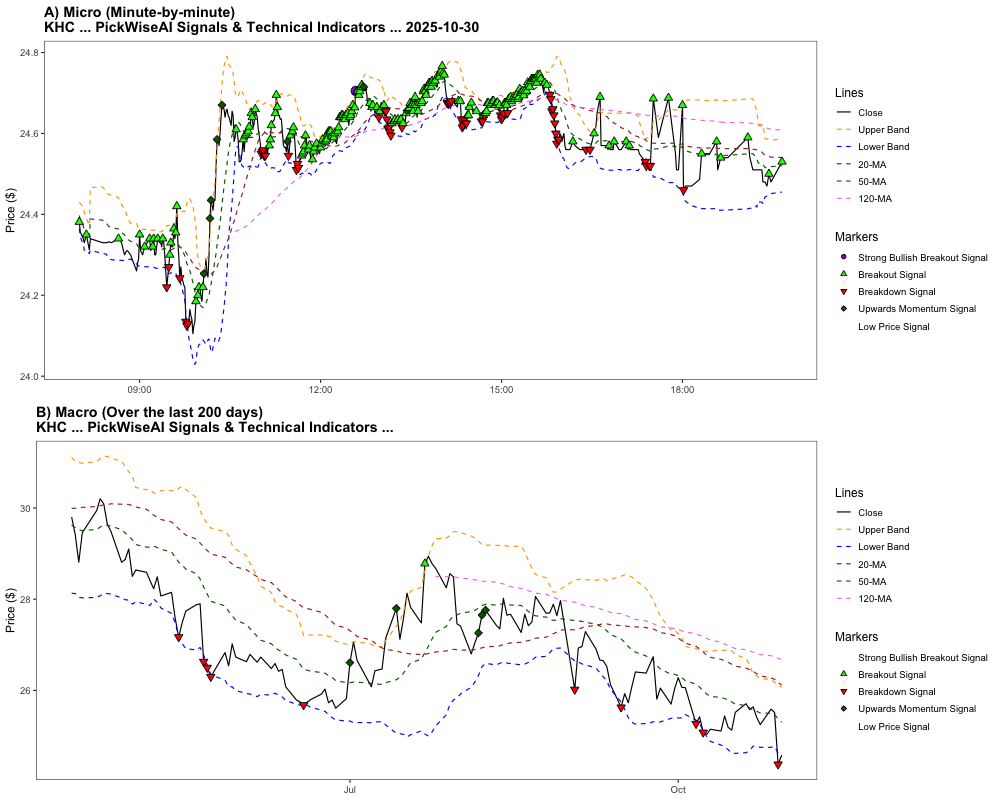 A) Micro (Minute-by-minute)
KHC ... PickWiseAI Signals & Technical Indicators ... 2025-10-30
Price ($)
24.8
24.6
24.4
24.2
24.0
09:00
12:00
15:00
18:00
Lines
Close
Upper Band
Lower Band
20-MA
50-MA
120-MA
Markers
Strong Bullish Breakout Signal
Breakout Signal
Breakdown Signal
Upwards Momentum Signal
Low Price Signal
B) Macro (Over the last 200 days)
KHC ... PickWiseAI Signals & Technical Indicators ...
Price ($)
30
28
26
Jul
Oct
Lines
Close
Upper Band
Lower Band
20-MA
50-MA
120-MA
Markers
Strong Bullish Breakout Signal
Breakout Signal
Breakdown Signal
Upwards Momentum Signal
Low Price Signal